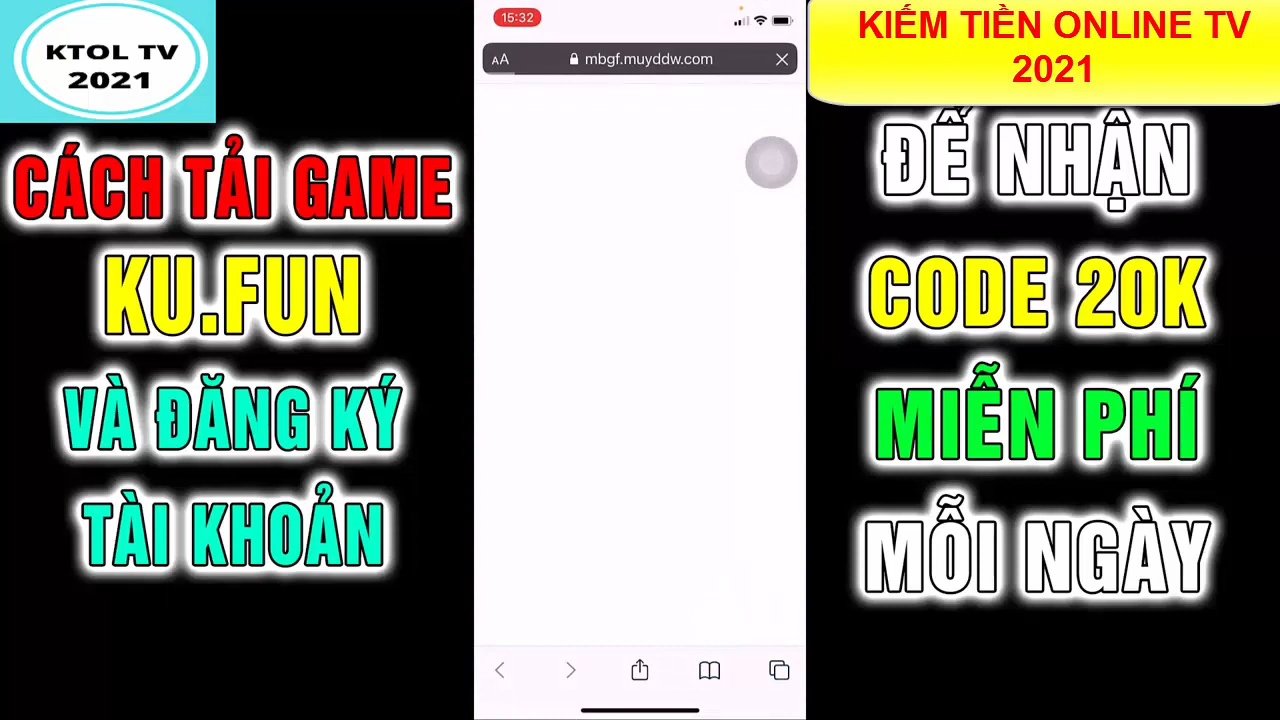 KTOL TV
2021
CÁCH TẢI GAME
KU.FUN
VÀ ĐĂNG KÝ
TÀI KHOẢN
15:32
AA
mbgf.muyddw.com
KIẾM TIỀN ONLINE TV
2021
ĐỂ NHẬN
CODE 20K
MIỄN PHÍ
MỖI NGÀY